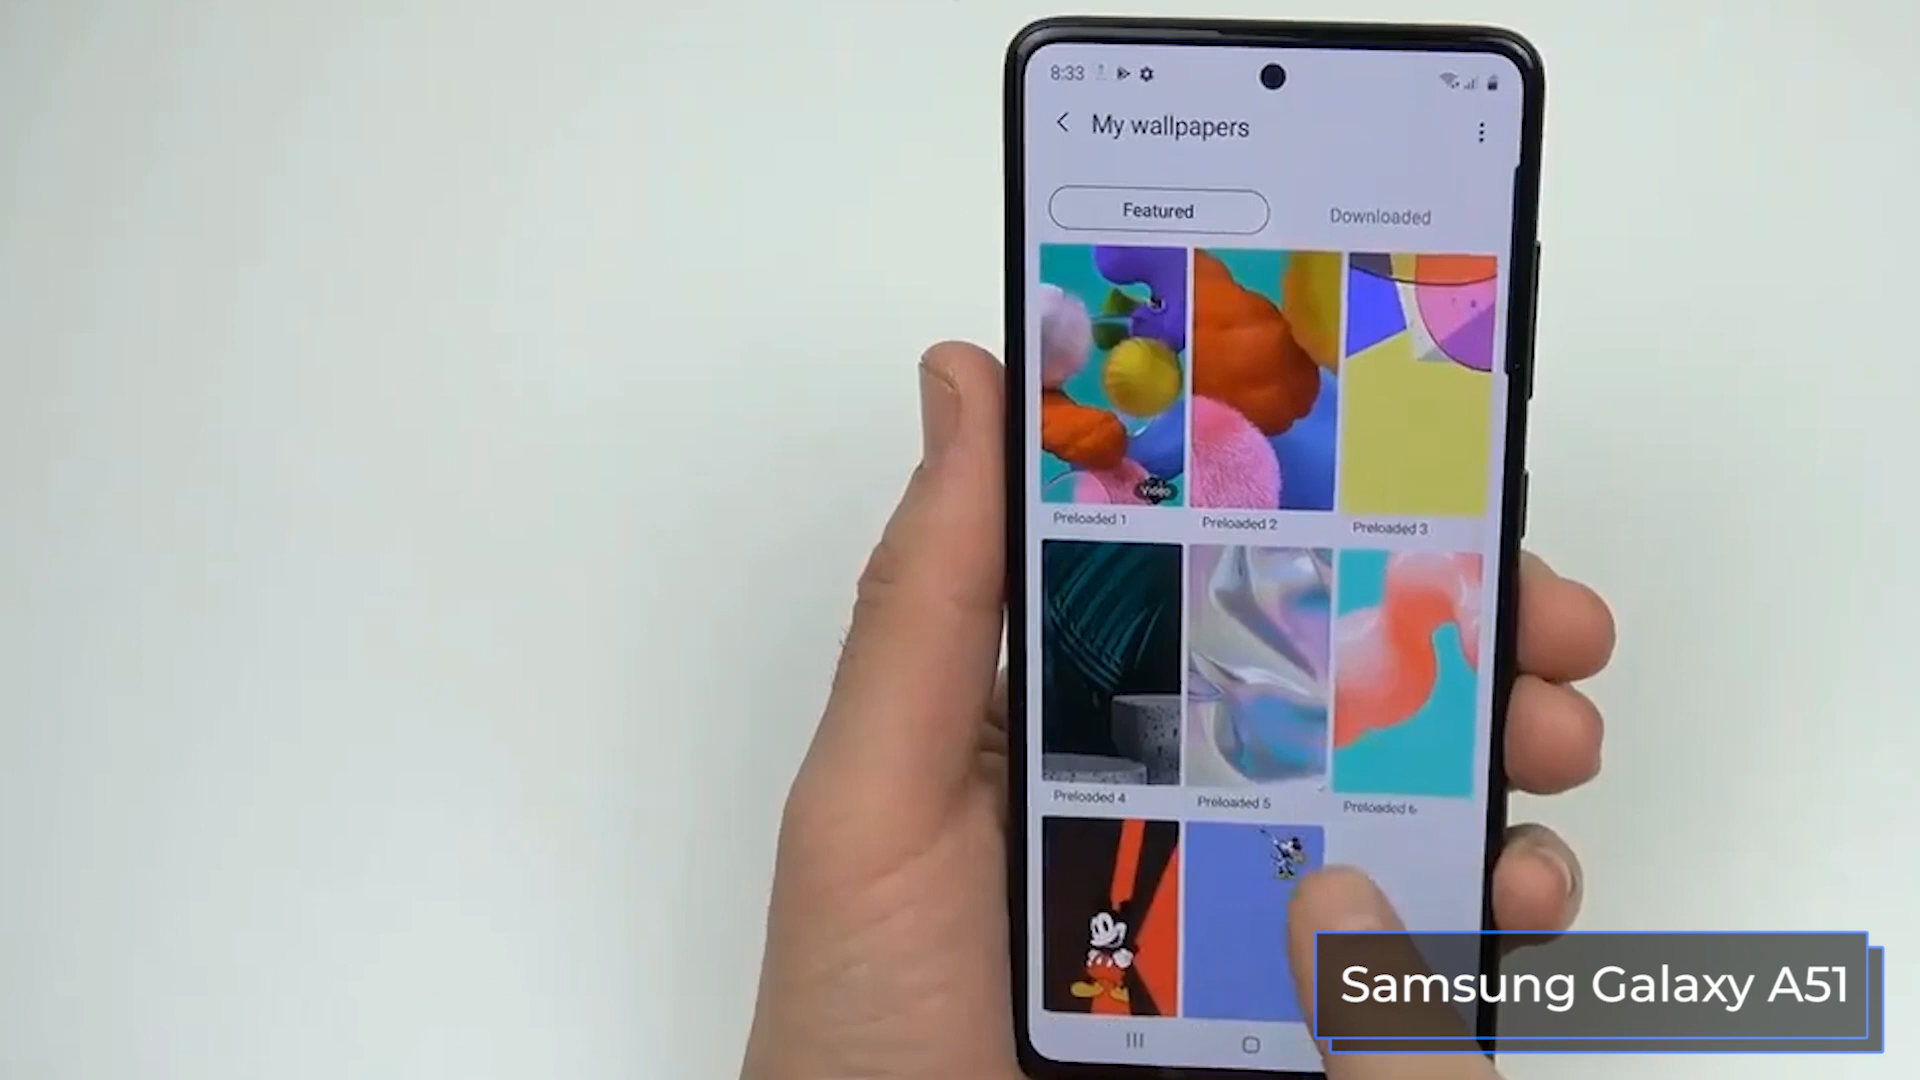 8:33
My wallpapers
Featured
Downloaded
Video
Preloaded 1
Preloaded 2
Preloaded 3
Preloaded 4
Preloaded 5
Preloaded 6
Samsung Galaxy A51